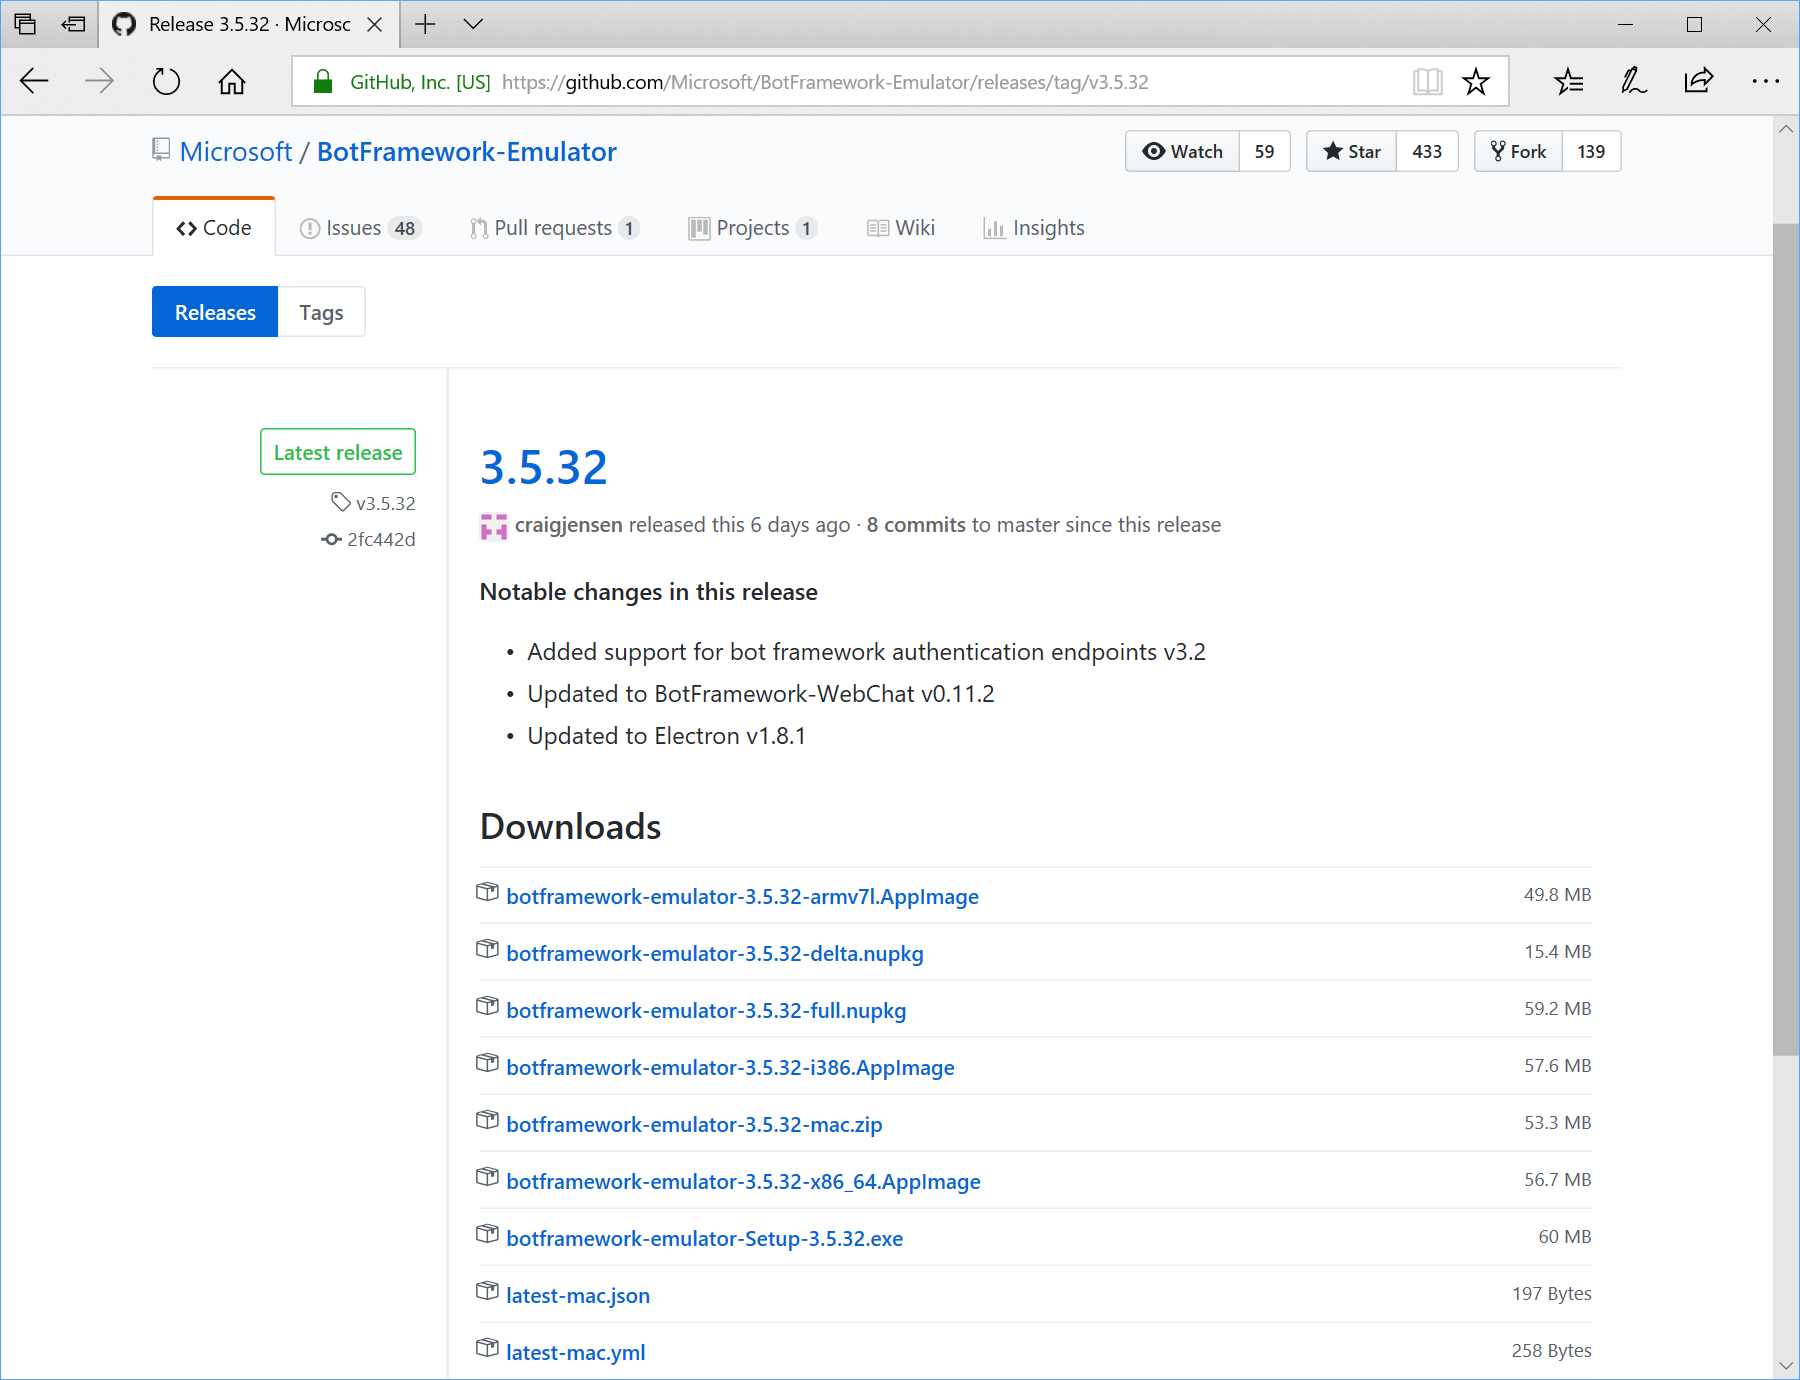 Release 3.5.32 · Microsc
GitHub, Inc. [US] https://github.com/Microsoft/BotFramework-Emulator/releases/tag/v3.5.32
Microsoft / BotFramework-Emulator
Watch 59 Star 433 Fork 139
Code Issues 48 Pull requests 1 Projects 1 Wiki Insights
Releases Tags
Latest release
v3.5.32
2fc442d
3.5.32
craigjensen released this 6 days ago · 8 commits to master since this release
Notable changes in this release
• Added support for bot framework authentication endpoints v3.2
• Updated to BotFramework-WebChat v0.11.2
• Updated to Electron v1.8.1
Downloads
botframework-emulator-3.5.32-armv7l.AppImage 49.8 MB
botframework-emulator-3.5.32-delta.nupkg 15.4 MB
botframework-emulator-3.5.32-full.nupkg 59.2 MB
botframework-emulator-3.5.32-i386.AppImage 57.6 MB
botframework-emulator-3.5.32-mac.zip 53.3 MB
botframework-emulator-3.5.32-x86_64.AppImage 56.7 MB
botframework-emulator-Setup-3.5.32.exe 60 MB
latest-mac.json 197 Bytes
latest-mac.yml 258 Bytes